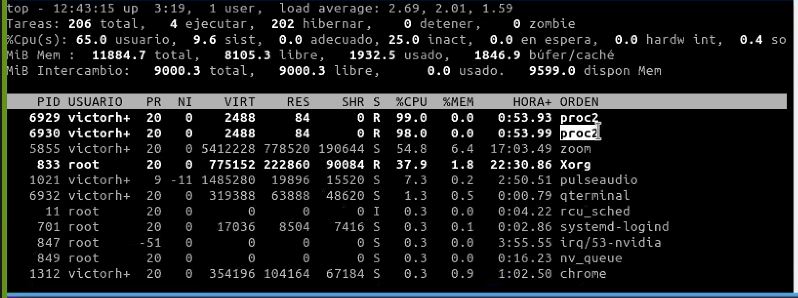 top - 12:43:15 up  3:19,  1 user,  load average: 2.69, 2.01, 1.59
Tareas: 206 total,   4 ejecutar, 202 hibernar,   0 detener,   0 zombie
%Cpu(s): 65.0 usuario,  9.6 sist,  0.0 adecuado, 25.0 inact,  0.0 en espera,  0.0 hardw int,  0.4 so
MiB Mem :  11884.7 total,   8105.3 libre,   1932.5 usado,   1846.9 búfer/caché
MiB Intercambio:   9000.3 total,   9000.3 libre,      0.0 usado.   9599.0 dispon Mem
PID USUARIO   PR  NI    VIRT    RES    SHR S  %CPU  %MEM     HORA+ ORDEN
6929 victorh+  20   0    2488     84      0 R  99.0   0.0   0:53.93 proc2
6930 victorh+  20   0    2488     84      0 R  98.0   0.0   0:53.99 proc2
5855 victorh+  20   0 5412228 778520 190644 S  54.8   6.4  17:03.49 zoom
833 root      20   0  775152 222860  90084 R  37.9   1.8  22:30.86 Xorg
1021 victorh+   9 -11 1485280  19896  15520 S   7.3   0.2   2:50.51 pulseaudio
6932 victorh+  20   0  319388  63888  48620 S   1.3   0.5   0:00.79 qterminal
11 root      20   0       0      0      0 I   0.3   0.0   0:04.22 rcu_sched
701 root      20   0   17036   8504   7416 S   0.3   0.1   0:02.86 systemd-logind
847 root     -51   0       0      0      0 S   0.3   0.0   3:55.55 irq/53-nvidia
849 root      20   0       0      0      0 S   0.3   0.0   0:16.23 nv_queue
1312 victorh+  20   0  354196 104164  67184 S   0.3   0.9   1:02.50 chrome